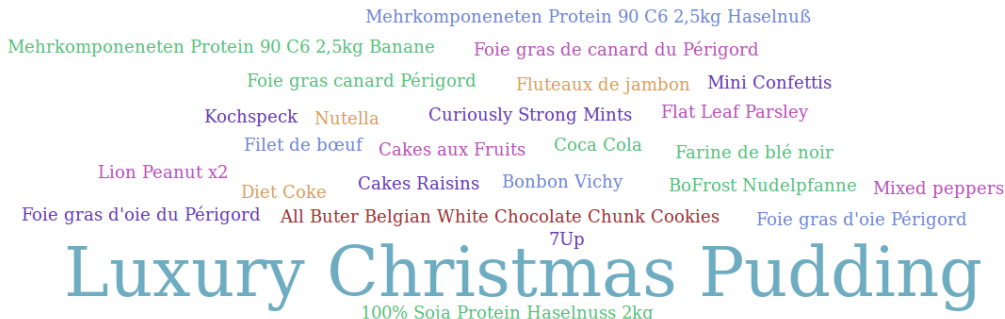 Mehrkomponeneten Protein 90 C6 2,5kg Haselnuß
Mehrkomponeneten Protein 90 C6 2,5kg Banane
Foie gras de canard du Périgord
Foie gras canard Périgord
Fluteaux de jambon
Mini Confettis
Kochspeck
Nutella
Curiously Strong Mints
Flat Leaf Parsley
Filet de bœuf
Cakes aux Fruits
Coca Cola
Farine de blé noir
Lion Peanut x2
Diet Coke
Cakes Raisins
Bonbon Vichy
BoFrost Nudelpfanne
Mixed peppers
Foie gras d'oie du Périgord
All Buter Belgian White Chocolate Chunk Cookies
Foie gras d'oie Périgord
7Up
Luxury Christmas Pudding
100% Soja Protein Haselnuss 2kg